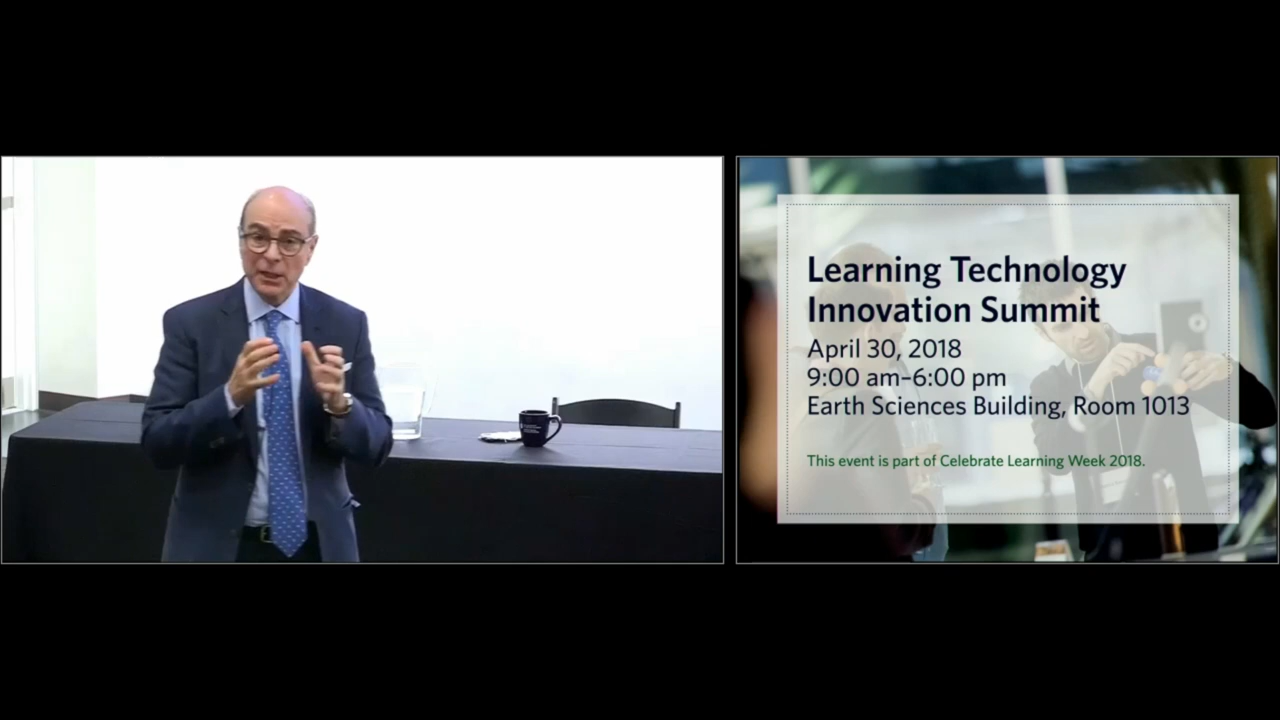 Learning Technology
Innovation Summit
April 30, 2018
9:00 am–6:00 pm
Earth Sciences Building, Room 1013
This event is part of Celebrate Learning Week 2018.